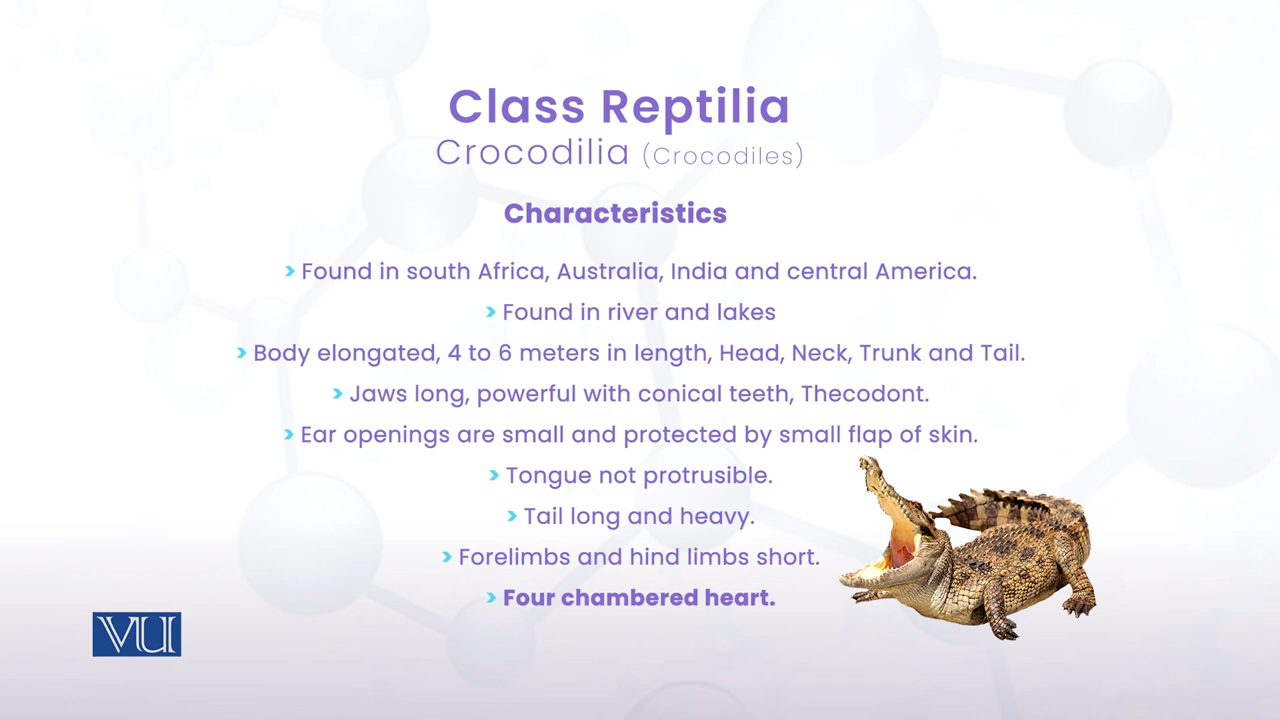 Class Reptilia
Crocodilia (Crocodiles)
Characteristics
› Found in south Africa, Australia, India and central America.
› Found in river and lakes
› Body elongated, 4 to 6 meters in length, Head, Neck, Trunk and Tail.
› Jaws long, powerful with conical teeth, Thecodont.
› Ear openings are small and protected by small flap of skin.
› Tongue not protrusible.
› Tail long and heavy.
› Forelimbs and hind limbs short.
› Four chambered heart.
VU